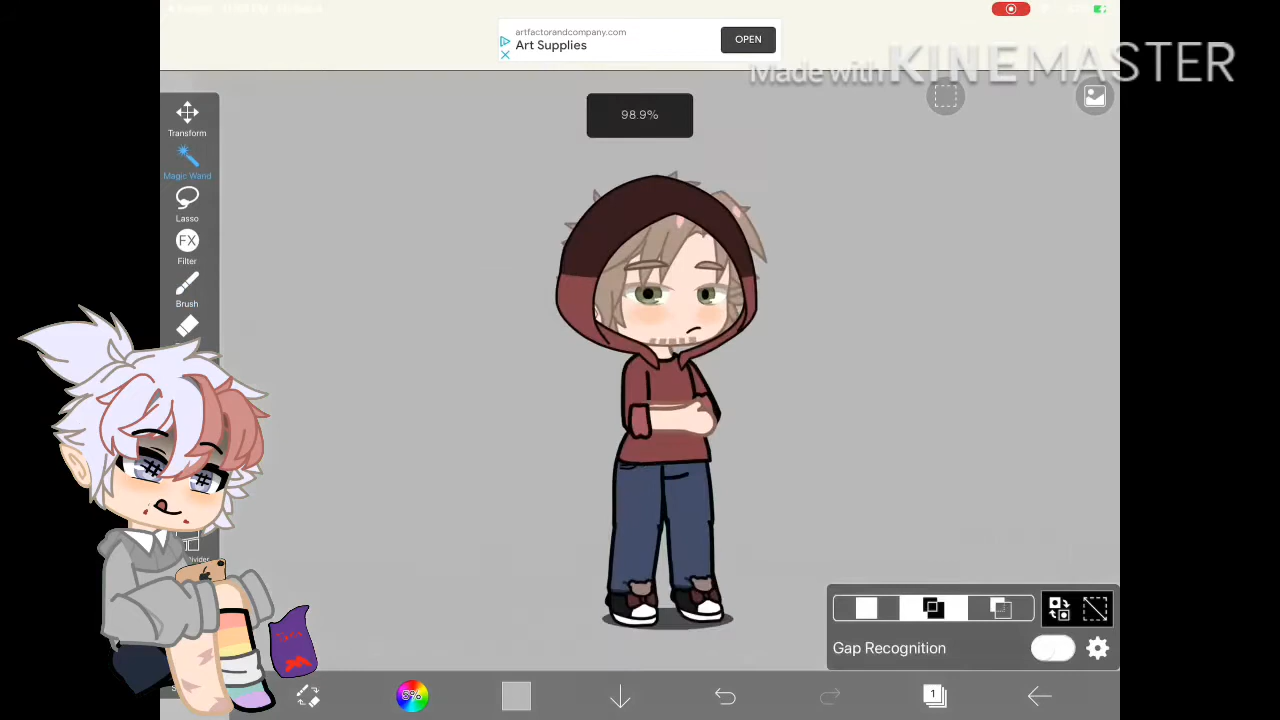 artfactorandcompany.com
Art Supplies
OPEN
Made with KINEMASTER
98.9%
Transform
Magic Wand
Lasso
FX
Filter
Brush
5%
Gap Recognition
1